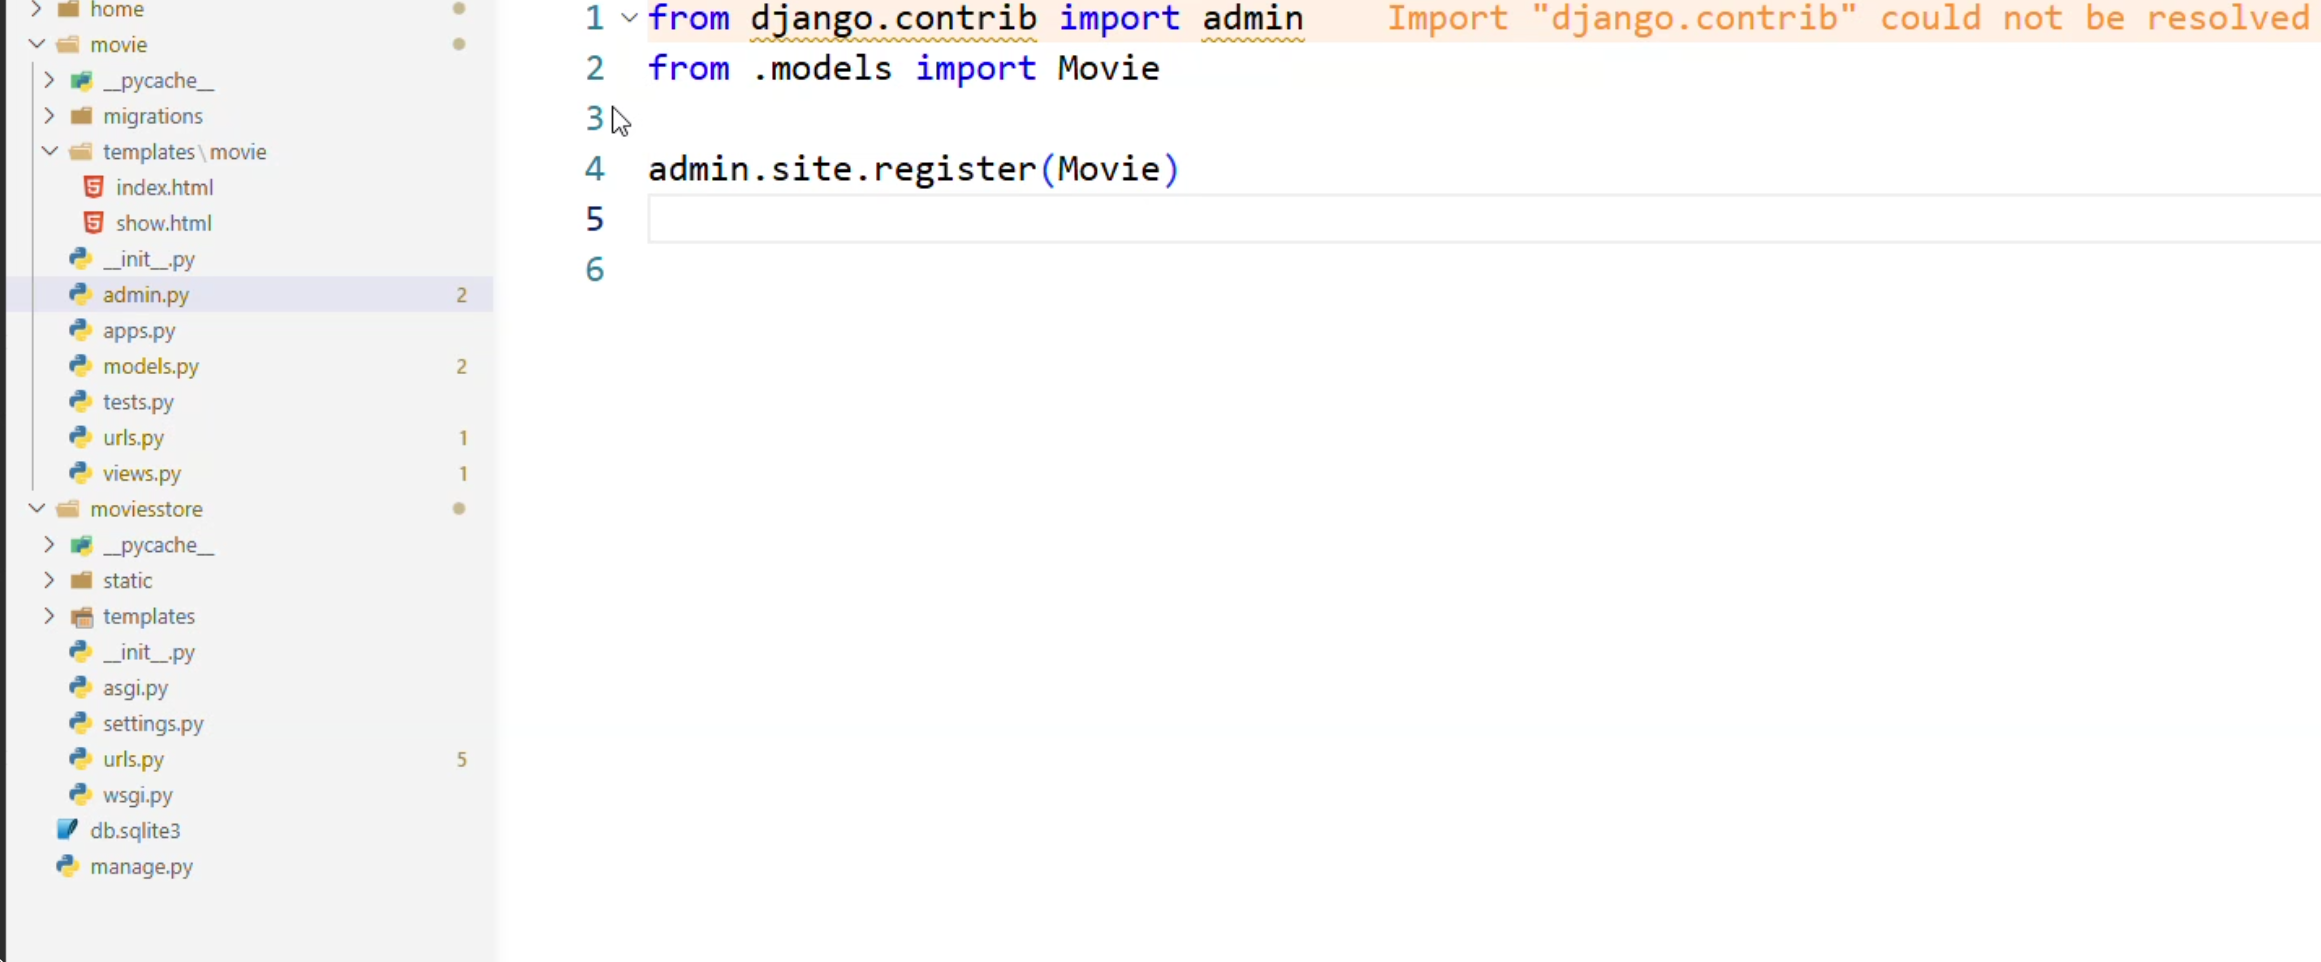 home
movie
__pycache__
migrations
templates\movie
index.html
show.html
__init__.py
admin.py 2
apps.py
models.py 2
tests.py
urls.py 1
views.py 1
moviesstore
__pycache__
static
templates
__init__.py
asgi.py
settings.py
urls.py 5
wsgi.py
db.sqlite3
manage.py
1 from django.contrib import admin Import "django.contrib" could not be resolved
2 from .models import Movie
3
4 admin.site.register(Movie)
5
6